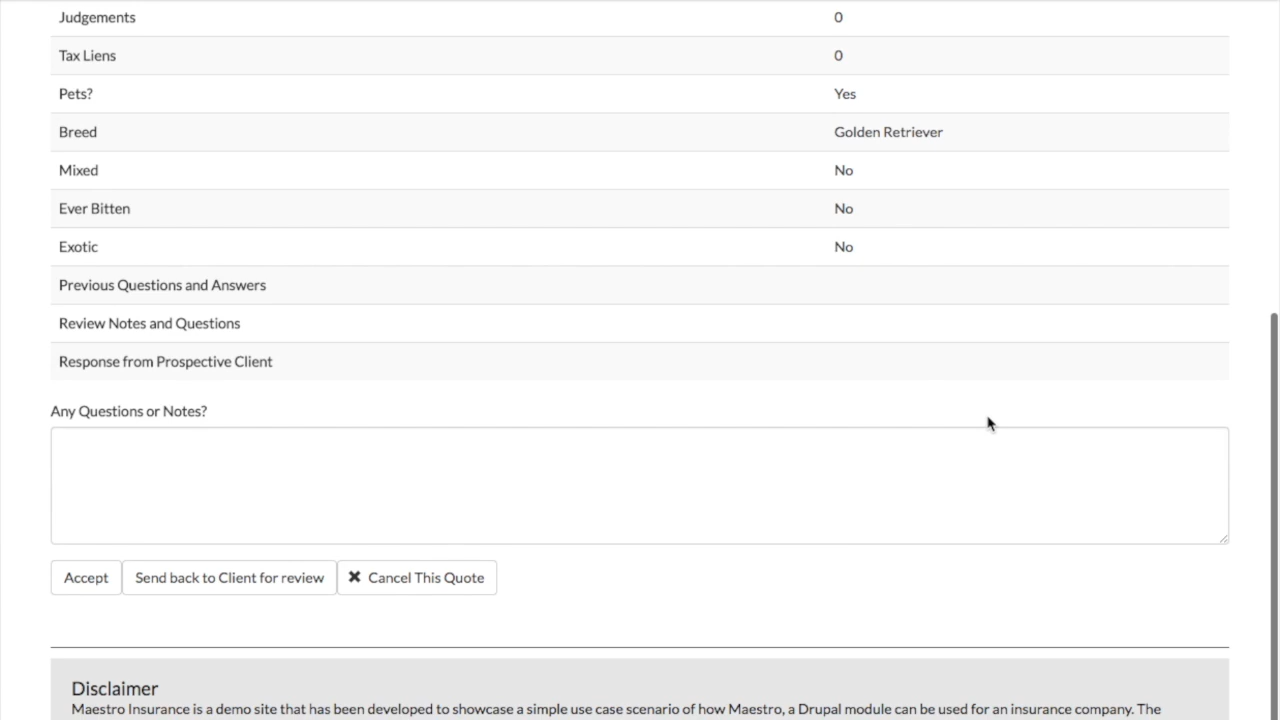 Judgements 0
Tax Liens 0
Pets? Yes
Breed Golden Retriever
Mixed No
Ever Bitten No
Exotic No
Previous Questions and Answers
Review Notes and Questions
Response from Prospective Client
Any Questions or Notes?
Accept Send back to Client for review ✖ Cancel This Quote
Disclaimer
Maestro Insurance is a demo site that has been developed to showcase a simple use case scenario of how Maestro, a Drupal module can be used for an insurance company. The